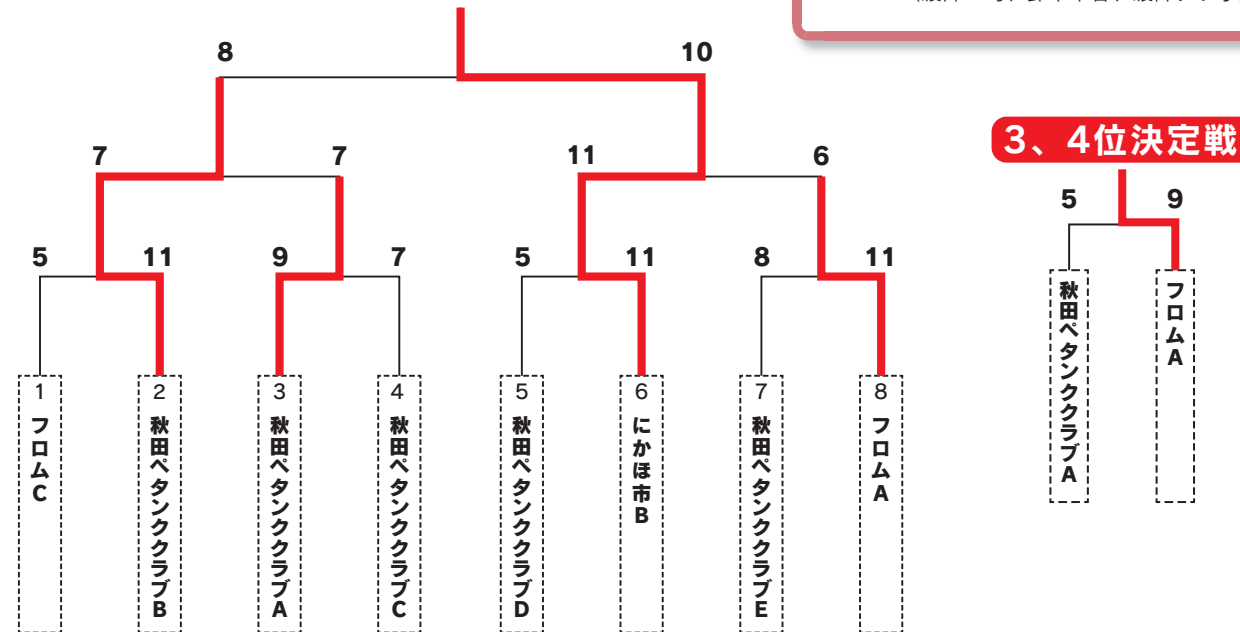 8 10
3、4位決定戦
7 7 11 6
5 9
5 11 9 7 5 11 8 11
1 フロムC
2 秋田ペタンククラブB
3 秋田ペタンククラブA
4 秋田ペタンククラブC
5 秋田ペタンククラブD
6 にかほ市B
7 秋田ペタンククラブE
8 フロムA
秋田ペタンククラブA
フロムA